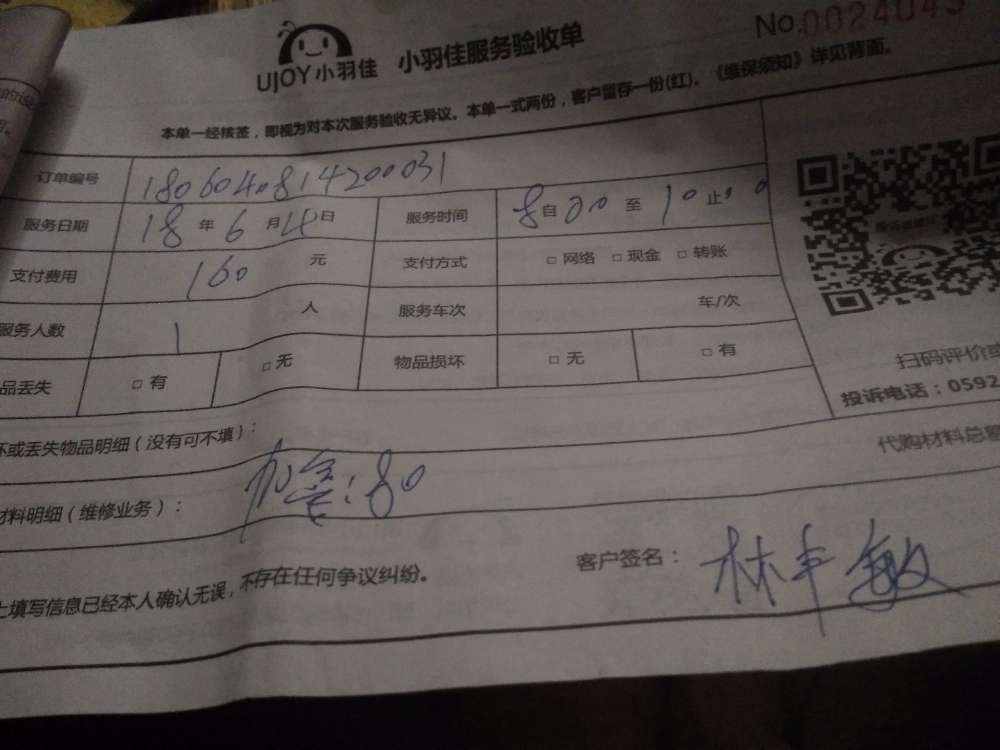 No.0024045
UJOY小羽佳 小羽佳服务验收单
本单一经核签，即视为对本次服务验收无异议。本单一式两份，客户留存一份(红)。《维保须知》详见背面。
订单编号 1806040814200031
服务日期 18 年 6 月 4 日 服务时间 8 自 00 至 10 止 00
支付费用 160 元 支付方式 □ 网络 □ 现金 □ 转账
服务人数 1 人 服务车次 车/次
品丢失 □ 有 □ 无 物品损坏 □ 无 □ 有
扫码评价或
投诉电话：0592
坏或丢失物品明细（没有可不填）：
代购材料总额
材料明细（维修业务）： 80
上填写信息已经本人确认无误，不存在任何争议纠纷。
客户签名： 林丰敏